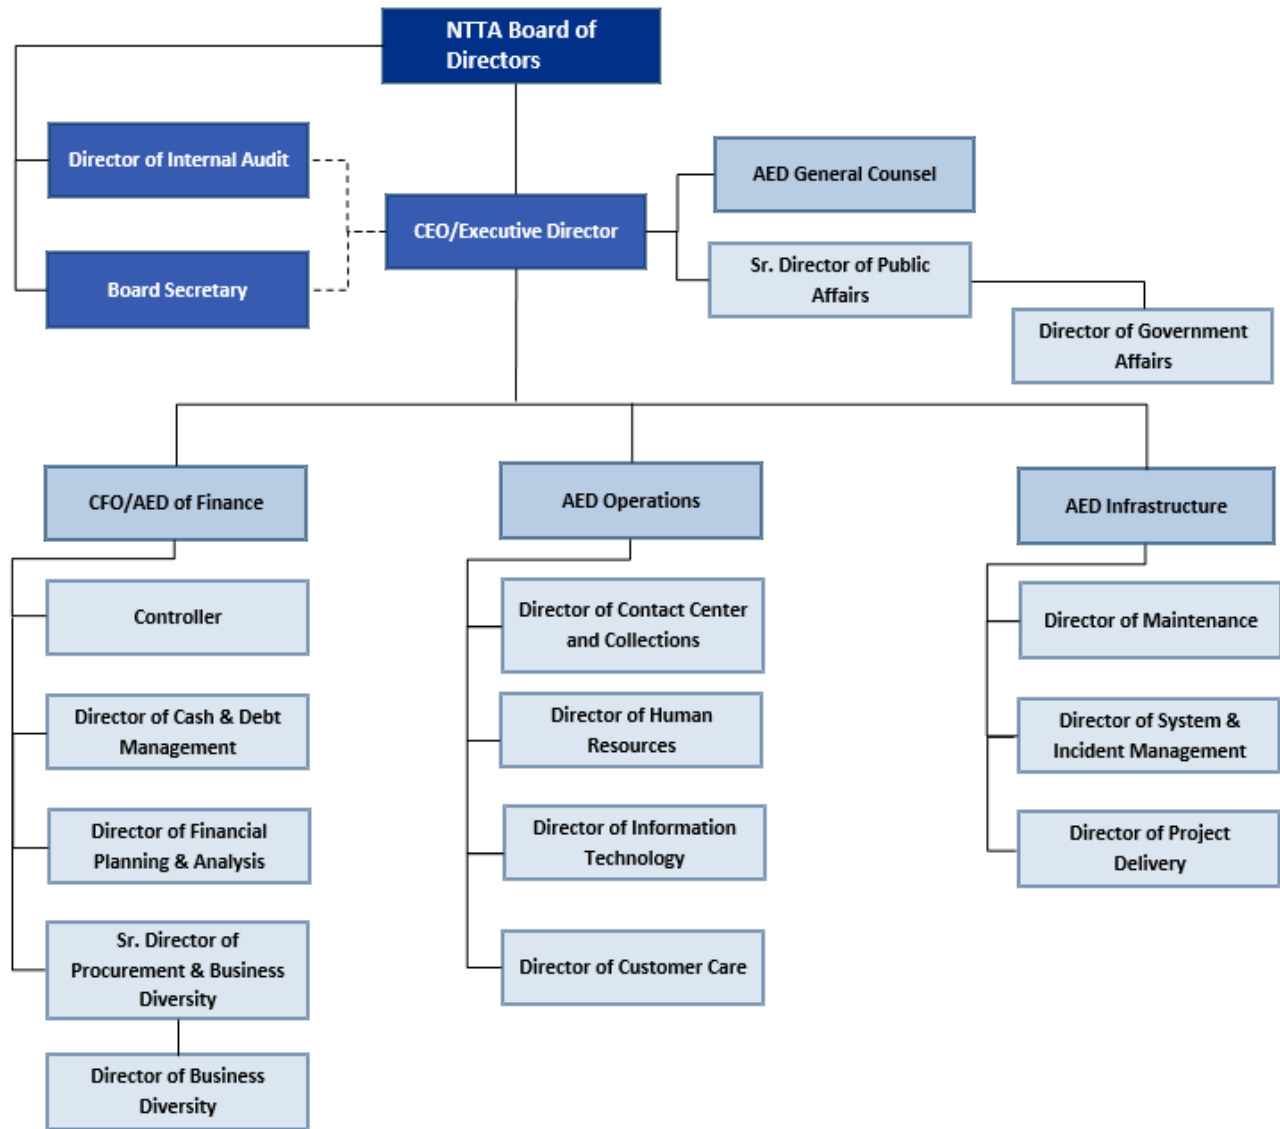 NTTA Board of
Directors
Director of Internal Audit
AED General Counsel
CEO/Executive Director
Board Secretary
Sr. Director of Public
Affairs
Director of Government
Affairs
CFO/AED of Finance
AED Operations
AED Infrastructure
Controller
Director of Cash & Debt
Management
Director of Financial
Planning & Analysis
Sr. Director of
Procurement & Business
Diversity
Director of Business
Diversity
Director of Contact Center
and Collections
Director of Human
Resources
Director of Information
Technology
Director of Customer Care
Director of Maintenance
Director of System &
Incident Management
Director of Project
Delivery